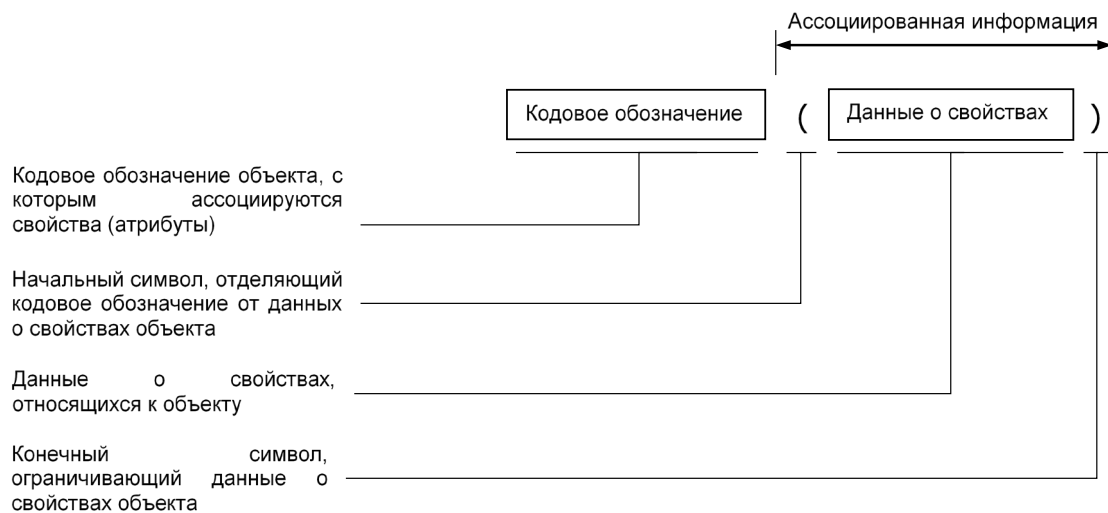 Ассоциированная информация
Кодовое обозначение ( Данные о свойствах )
Кодовое обозначение объекта, с
которым ассоциируются
свойства (атрибуты)
Начальный символ, отделяющий
кодовое обозначение от данных
о свойствах объекта
Данные о свойствах,
относящихся к объекту
Конечный символ,
ограничивающий данные о
свойствах объекта